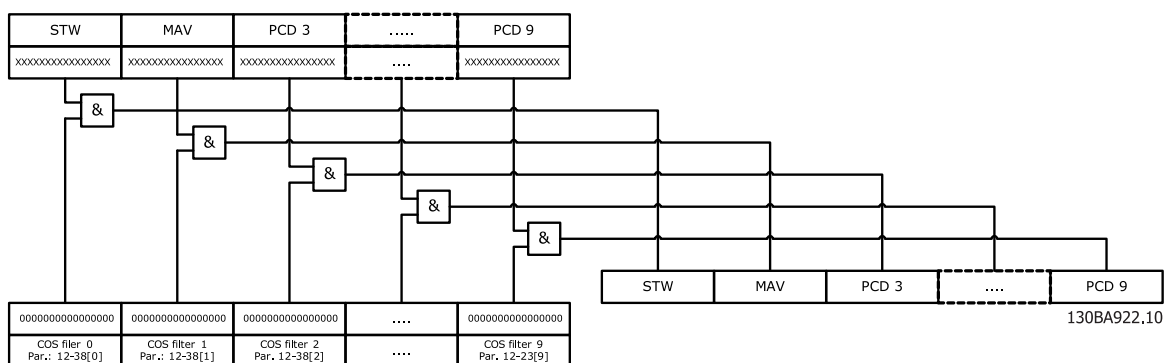 STW MAV PCD 3 ..... PCD 9
XXXXXXXXXXXXXXXX XXXXXXXXXXXXXXXX XXXXXXXXXXXXXXXX .... XXXXXXXXXXXXXXXX
&
&
&
&
&
STW MAV PCD 3 .... PCD 9
130BA922.10
0000000000000000 0000000000000000 0000000000000000 .... 0000000000000000
COS filer 0 COS filter 1 COS filter 2 .... COS filter 9
Par.: 12-38[0] Par.: 12-38[1] Par. 12-38[2] Par. 12-23[9]